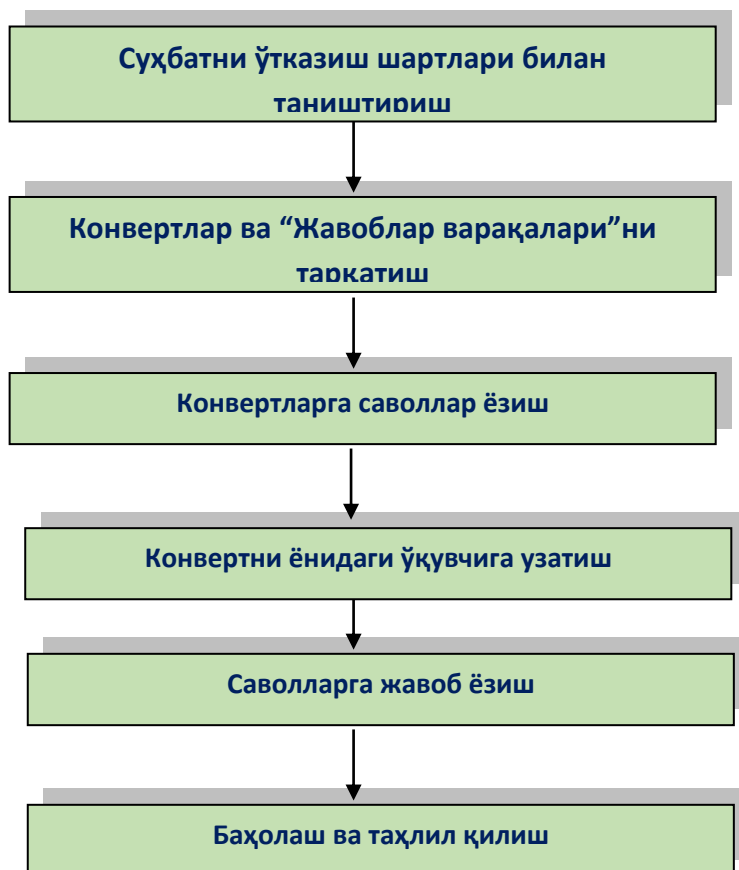 Суҳбатни ўтказиш шартлари билан
таништириш
Конвертлар ва “Жавоблар варақалари”ни
тарқатиш
Конвертларга саволлар ёзиш
Конвертни ёнидаги ўқувчига узатиш
Саволларга жавоб ёзиш
Баҳолаш ва таҳлил қилиш